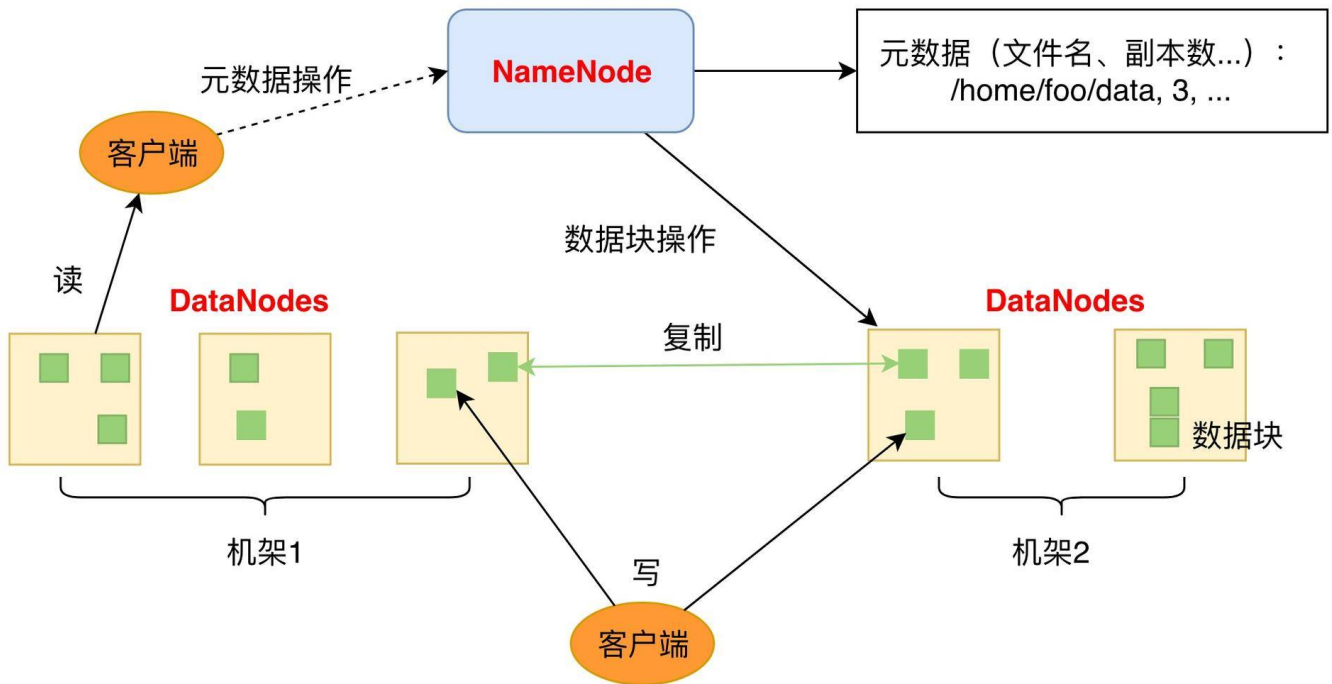 元数据操作
NameNode
元数据（文件名、副本数...）：
/home/foo/data, 3, ...
客户端
数据块操作
读
DataNodes
DataNodes
复制
数据块
机架1
机架2
写
客户端